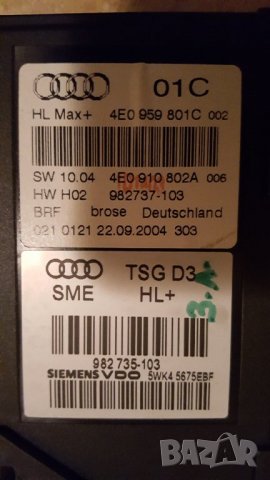 01C
HL Max+ 4E0 959 801C 002
SW 10.04 4E0 910 802A 006
HW H02 982737-103
BRF brose Deutschland
021 0121 22.09.2004 303
TSG D3
SME HL+
982 735-103
SIEMENS VDO 5WK4 5675EBF
BAZAR